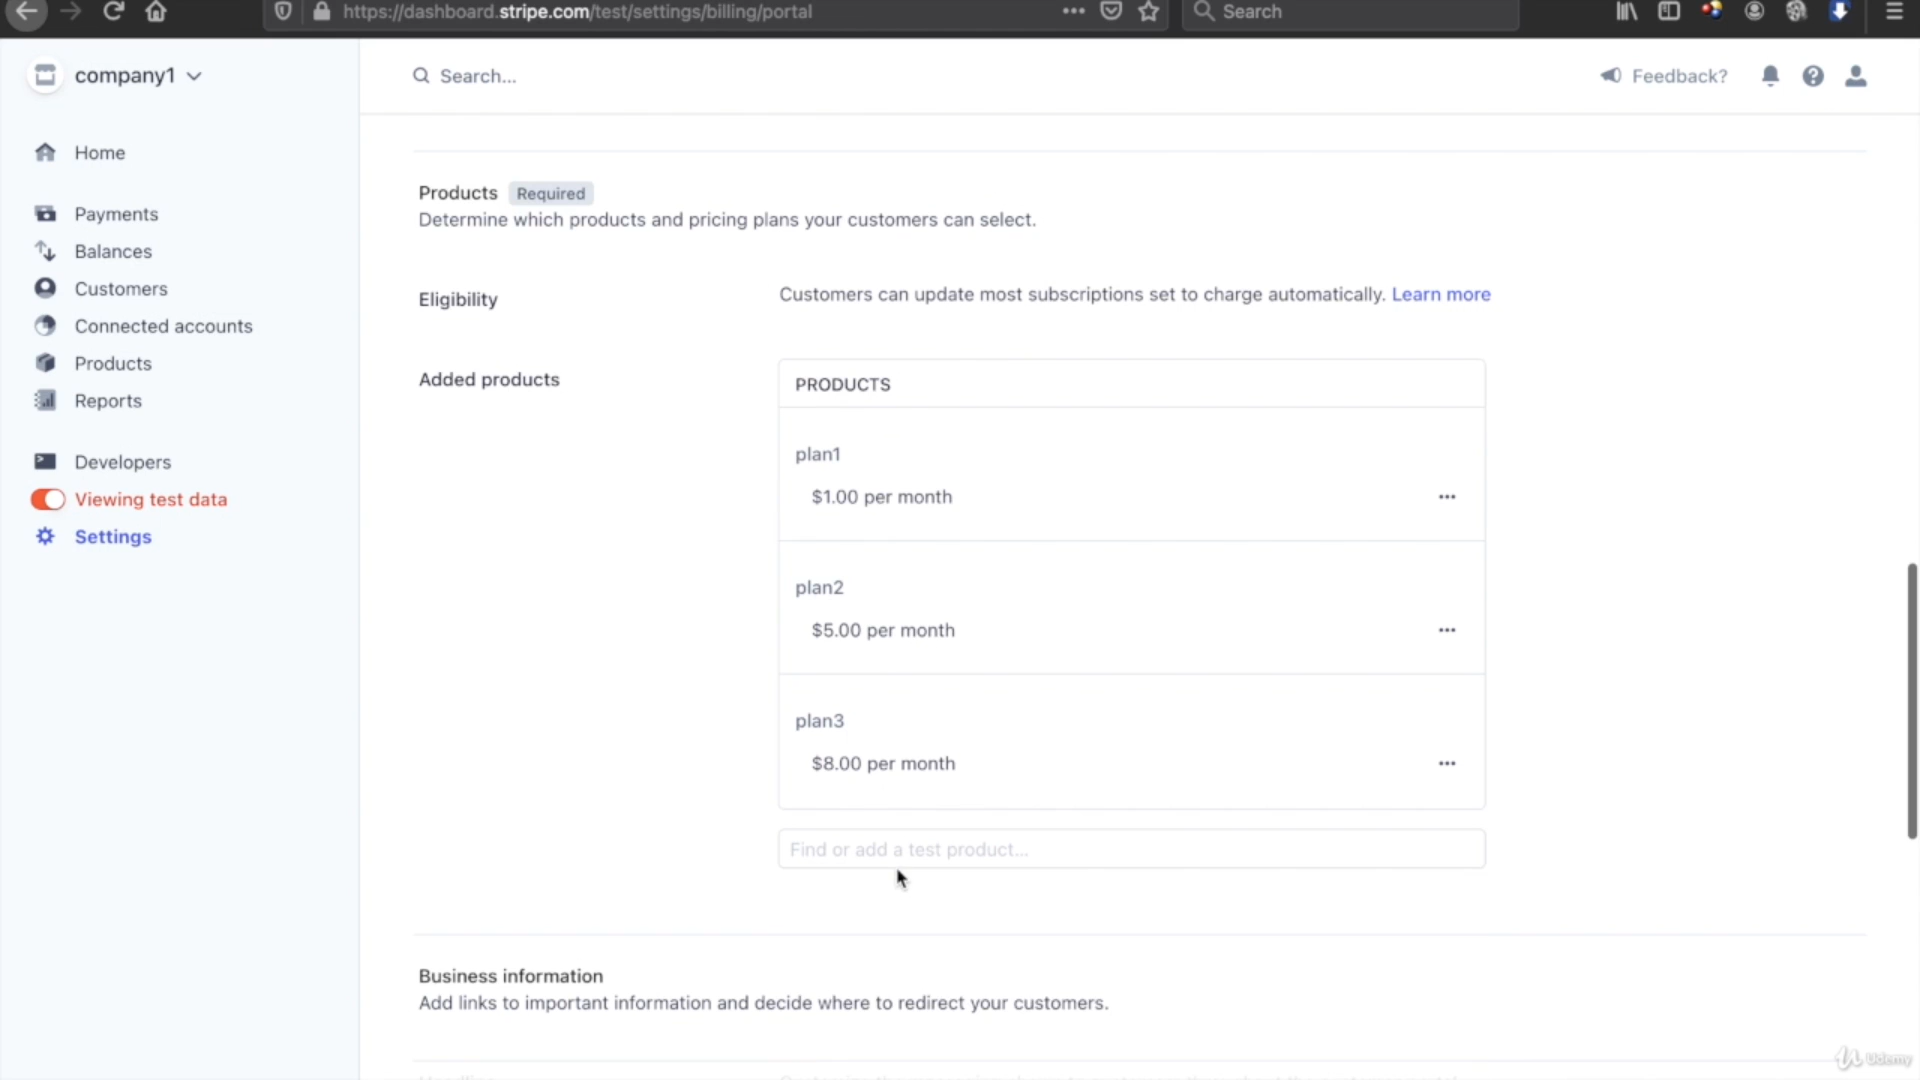 https://dashboard.stripe.com/test/settings/billing/portal
Search
company1
Search...
Feedback?
Home
Payments
Balances
Customers
Connected accounts
Products
Reports
Developers
Viewing test data
Settings
Products Required
Determine which products and pricing plans your customers can select.
Eligibility
Customers can update most subscriptions set to charge automatically. Learn more
Added products
PRODUCTS
plan1
$1.00 per month
plan2
$5.00 per month
plan3
$8.00 per month
Find or add a test product...
Business information
Add links to important information and decide where to redirect your customers.
Udemy